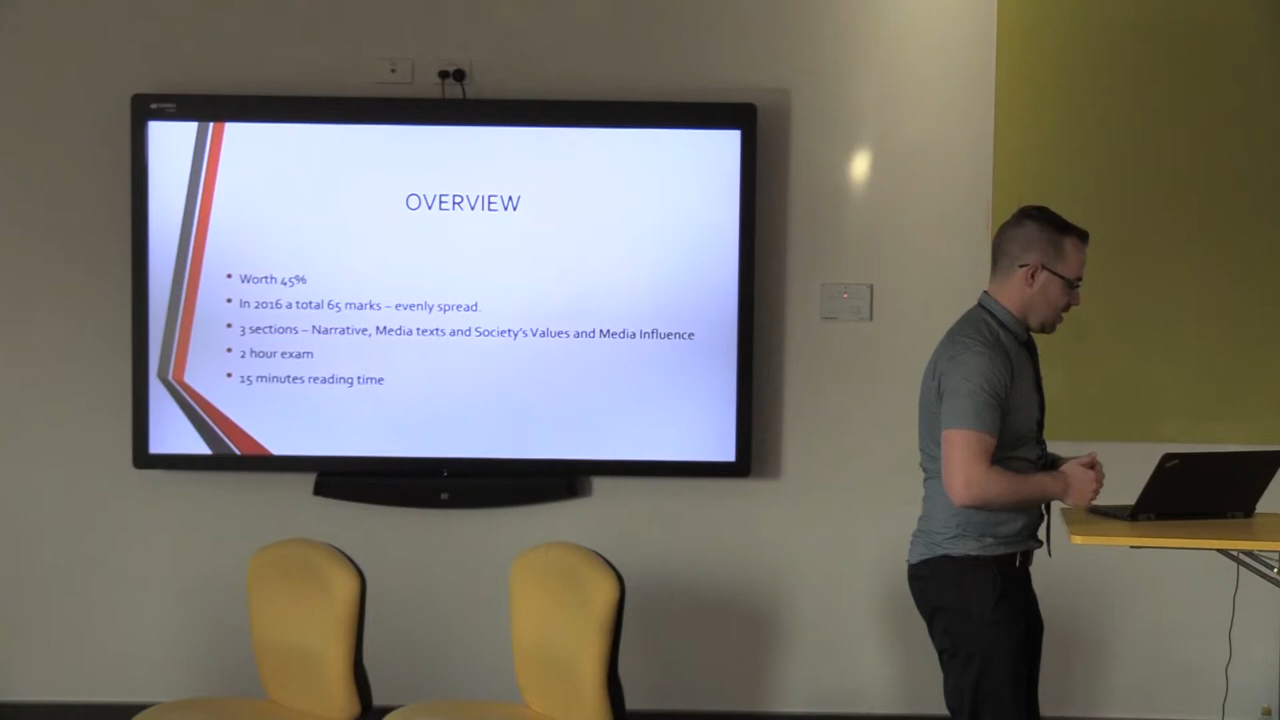 OVERVIEW
• Worth 45%
• In 2016 a total 65 marks – evenly spread.
• 3 sections – Narrative, Media texts and Society's Values and Media Influence
• 2 hour exam
• 15 minutes reading time